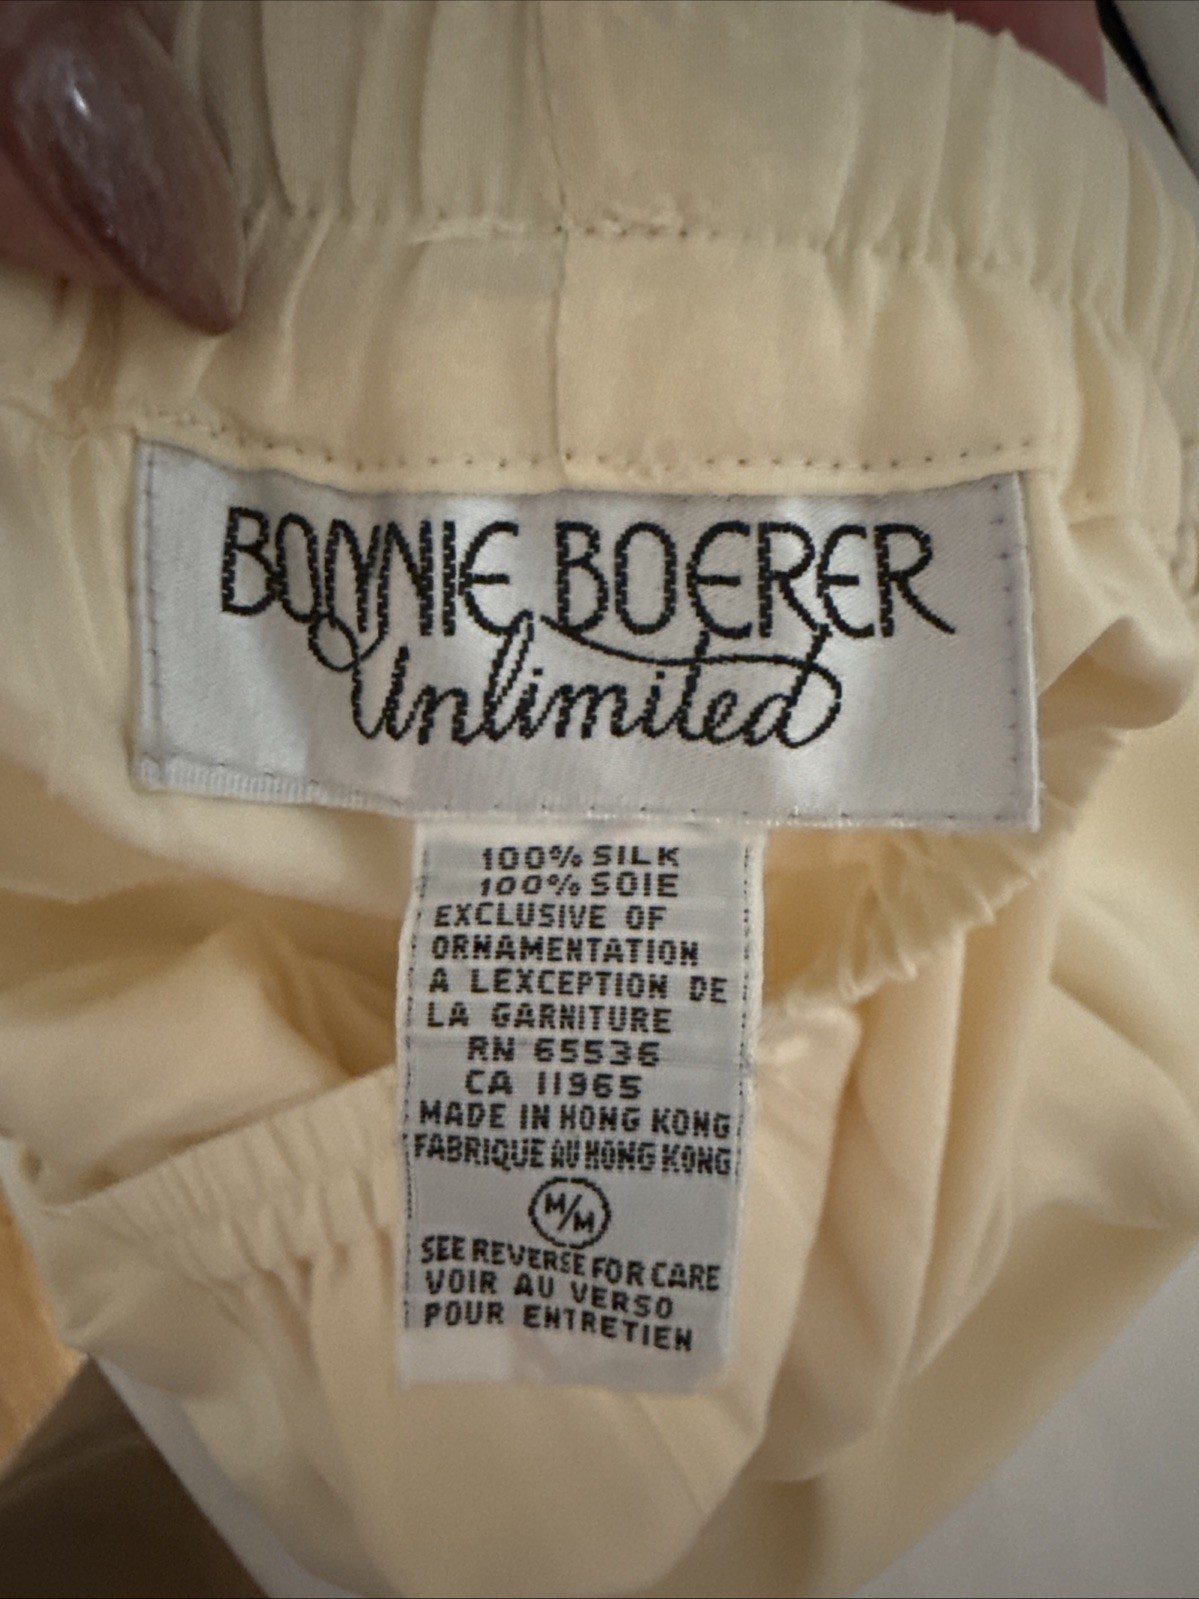 BONNIE BOERER
Unlimited
100% SILK
100% SOIE
EXCLUSIVE OF
ORNAMENTATION
A LEXCEPTION DE
LA GARNITURE
RN 65536
CA 11965
MADE IN HONG KONG
FABRIQUE AU HONG KONG
M/M
SEE REVERSE FOR CARE
VOIR AU VERSO
POUR ENTRETIEN